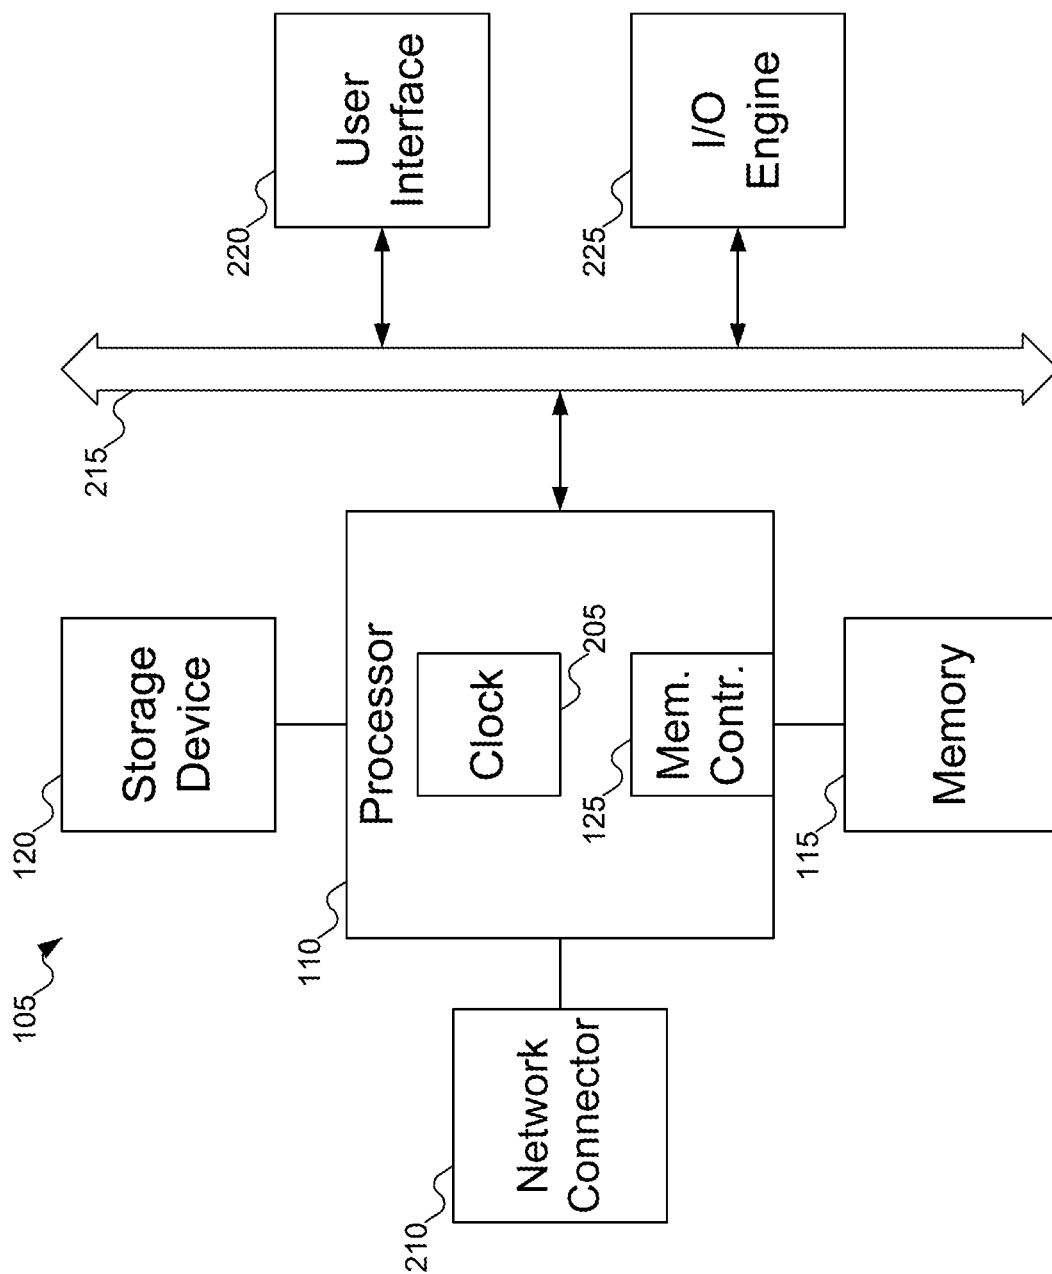 105
120
Storage
Device
110
Processor
Clock
205
125
Mem.
Contr.
115
Memory
210
Network
Connector
215
220
User
Interface
225
I/O
Engine